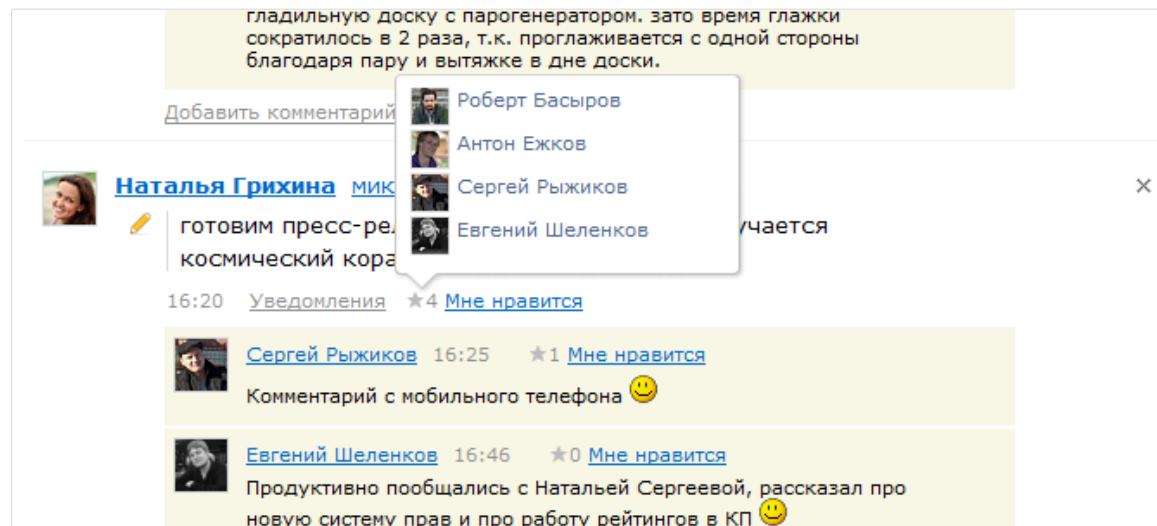 гладильную доску с парогенератором. зато время глажки
сократилось в 2 раза, т.к. проглаживается с одной стороны
благодаря пару и вытяжке в дне доски.
Добавить комментарий
Роберт Басыров
Антон Ежков
Сергей Рыжиков
Евгений Шеленков
Наталья Грихина
готовим
космический
16:20 Уведомления ★4 Мне нравится
Сергей Рыжиков 16:25 ★1 Мне нравится
Комментарий с мобильного телефона
Евгений Шеленков 16:46 ★0 Мне нравится
Продуктивно пообщались с Натальей Сергеевой, рассказал про
новую систему прав и про работу рейтингов в КП